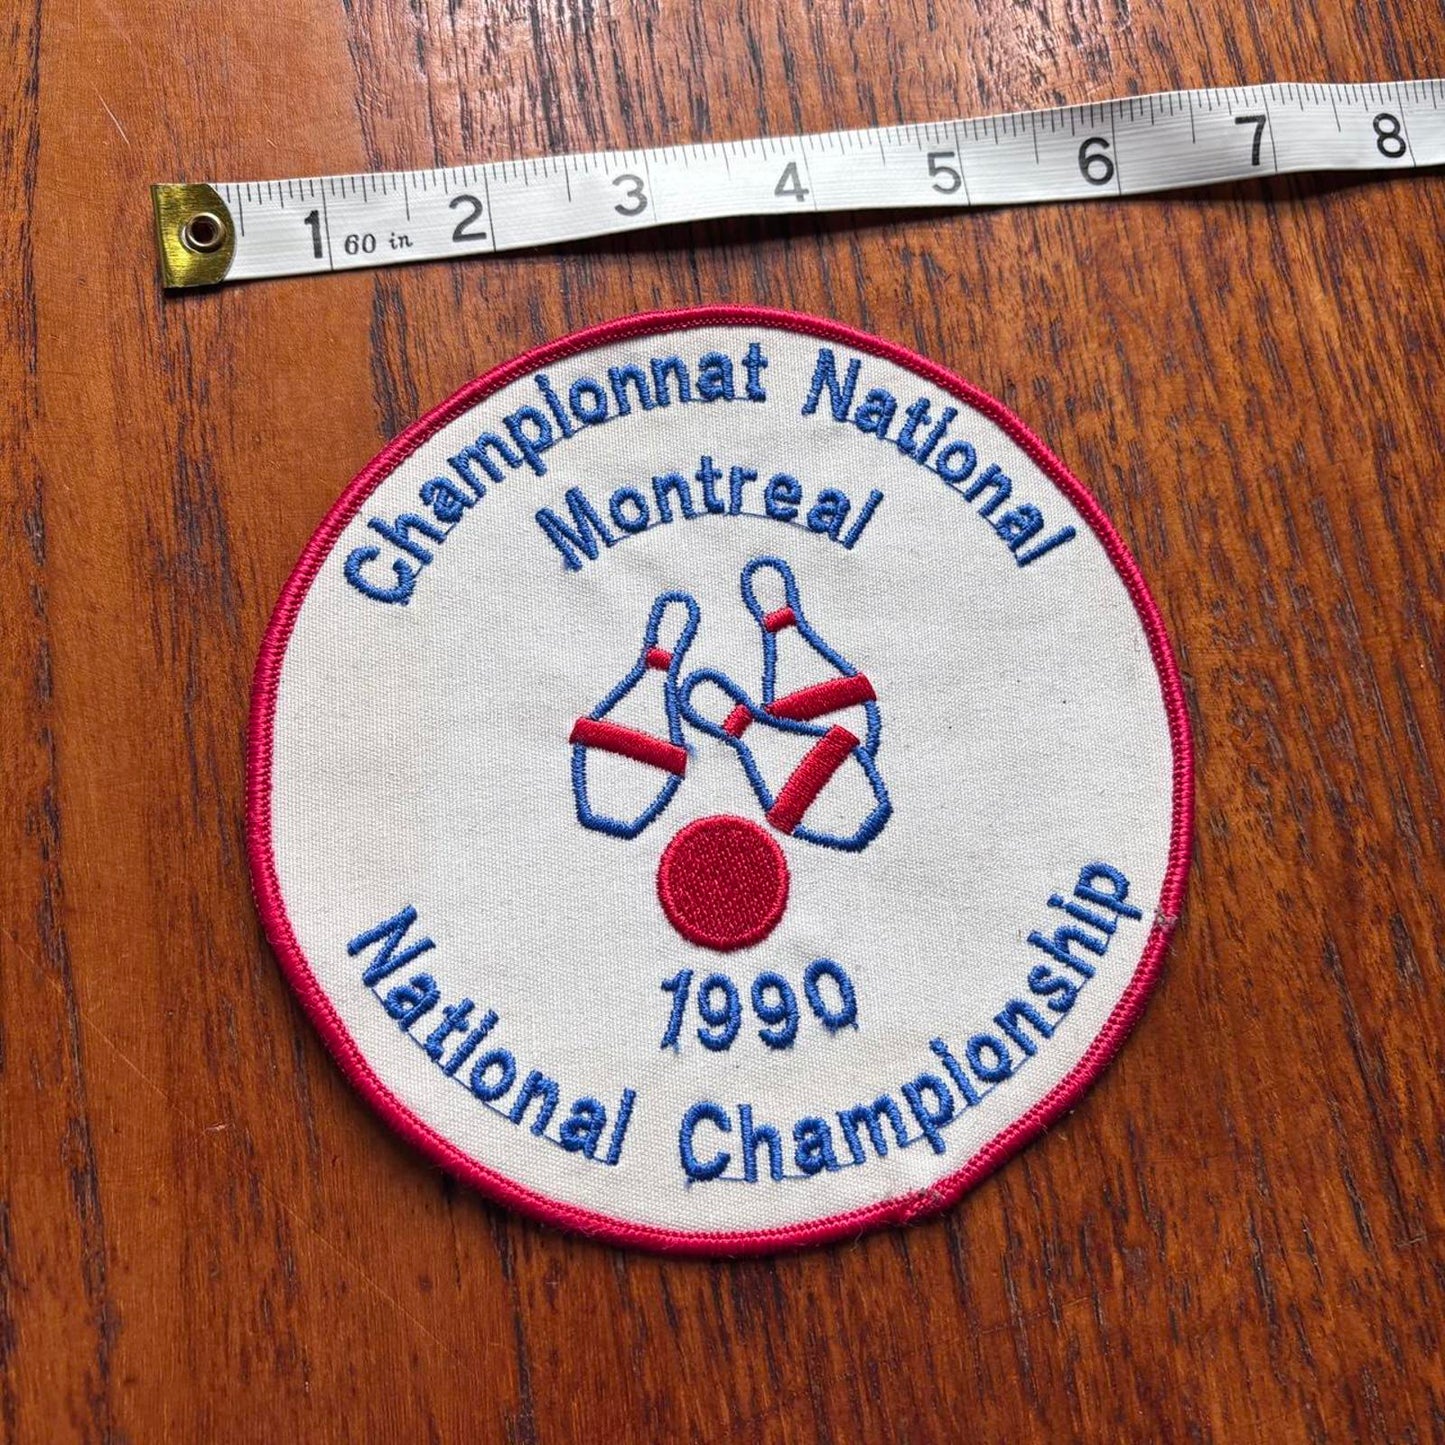 1 60 in 2 3 4 5 6 7 8
Championnat National
Montreal
1990
National Championship